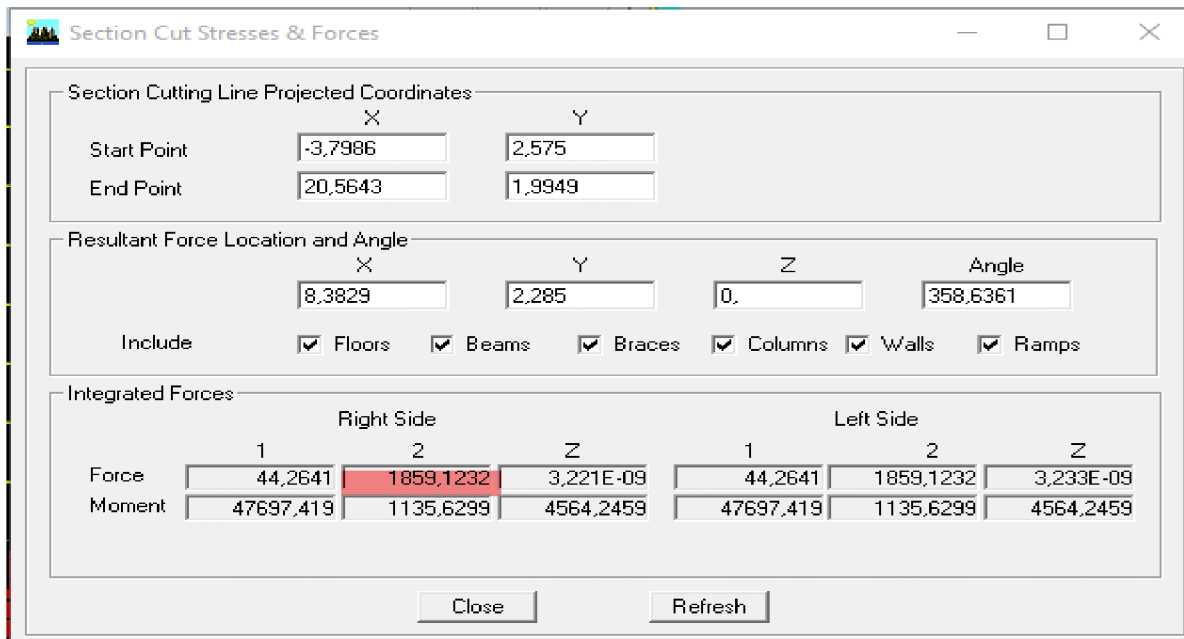 Section Cut Stresses & Forces
Section Cutting Line Projected Coordinates
X Y
Start Point -3,7986 2,575
End Point 20,5643 1,9949
Resultant Force Location and Angle
X Y Z Angle
8,3829 2,285 0, 358,6361
Include Floors Beams Braces Columns Walls Ramps
Integrated Forces
Right Side Left Side
1 2 Z 1 2 Z
Force 44,2641 1859,1232 3,221E-09 44,2641 1859,1232 3,233E-09
Moment 47697,419 1135,6299 4564,2459 47697,419 1135,6299 4564,2459
Close Refresh